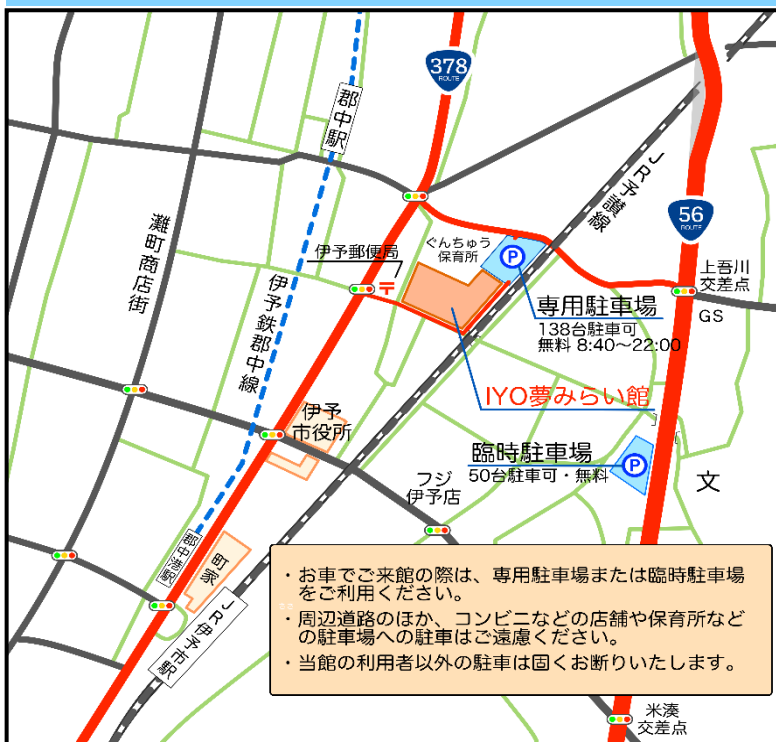 378
ROUTE
郡中駅
JR予讃線
56
ROUTE
灘町商店街
伊予郵便局
ぐんちゅう
保育所
P
上吾川
交差点
GS
伊予鉄郡中線
専用駐車場
138台駐車可
無料 8:40〜22:00
IYO夢みらい館
伊予
市役所
臨時駐車場
50台駐車可・無料
P
文
フジ
伊予店
郡中港駅
町家
JR伊予市駅
・お車でご来館の際は、専用駐車場または臨時駐車場
をご利用ください。
・周辺道路のほか、コンビニなどの店舗や保育所など
の駐車場への駐車はご遠慮ください。
・当館の利用者以外の駐車は固くお断りいたします。
米湊
交差点